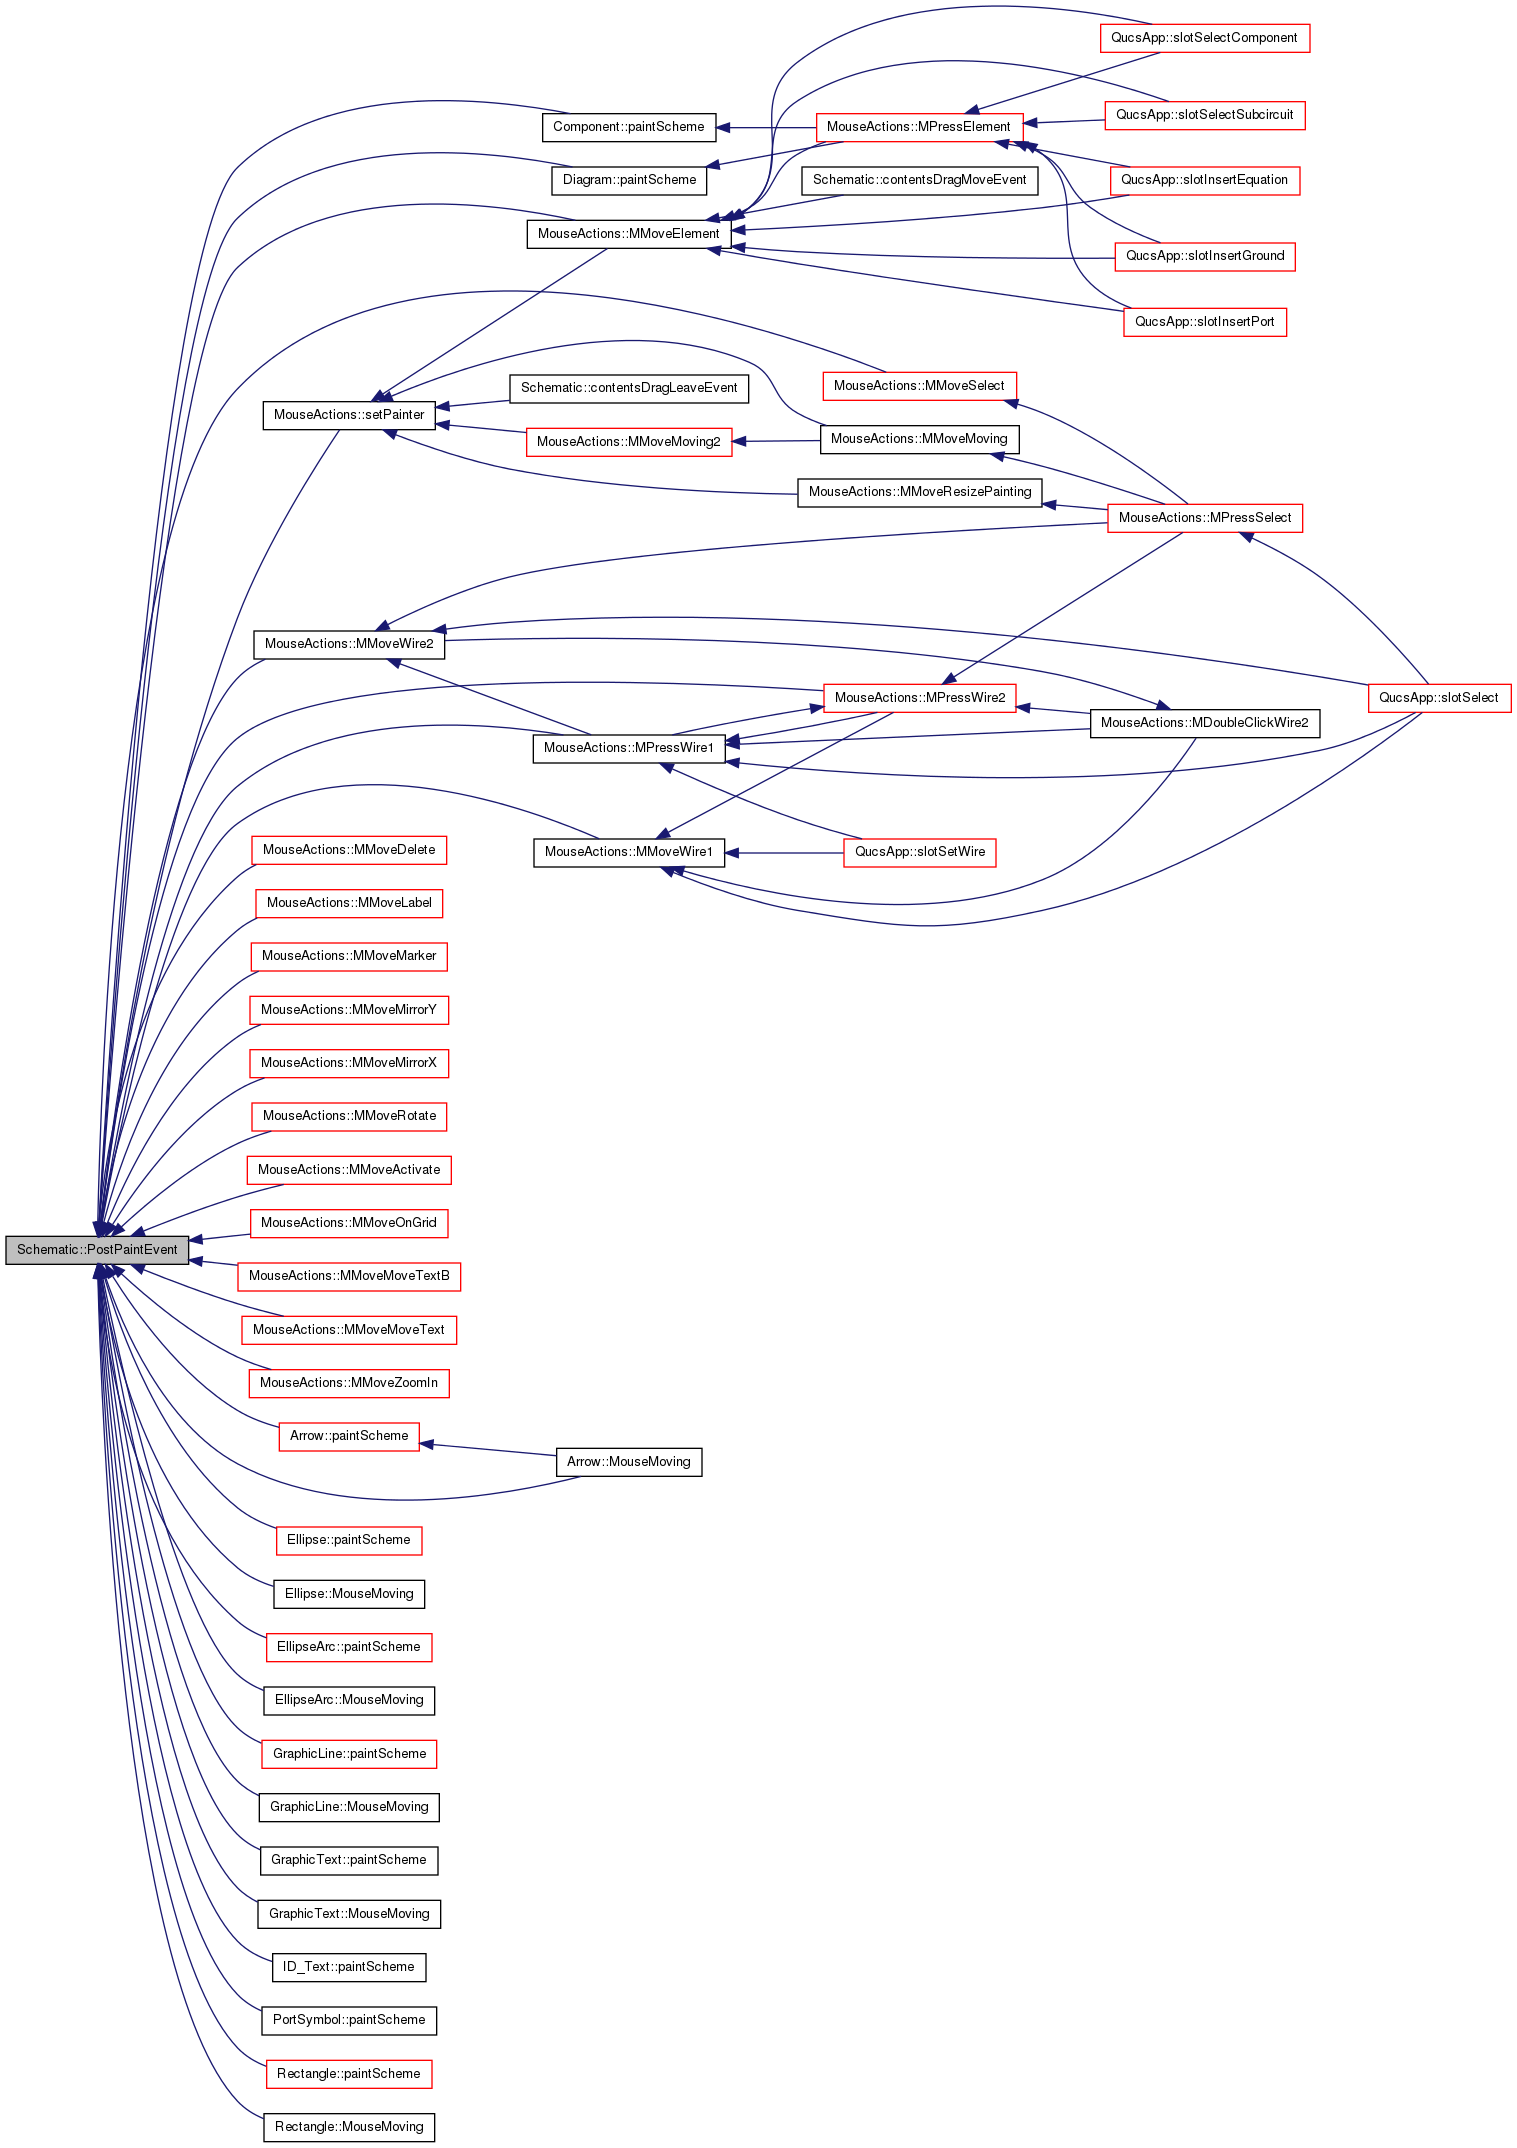 QucsApp::slotSelectComponent
QucsApp::slotSelectSubcircuit
Component::paintScheme
MouseActions::MPressElement
Diagram::paintScheme
Schematic::contentsDragMoveEvent
QucsApp::slotInsertEquation
MouseActions::MMoveElement
QucsApp::slotInsertGround
QucsApp::slotInsertPort
MouseActions::MMoveSelect
Schematic::contentsDragLeaveEvent
MouseActions::setPainter
MouseActions::MMoveMoving2
MouseActions::MMoveMoving
MouseActions::MMoveResizePainting
MouseActions::MPressSelect
MouseActions::MMoveWire2
MouseActions::MPressWire2
QucsApp::slotSelect
MouseActions::MDoubleClickWire2
MouseActions::MPressWire1
MouseActions::MMoveWire1
QucsApp::slotSetWire
MouseActions::MMoveDelete
MouseActions::MMoveLabel
MouseActions::MMoveMarker
MouseActions::MMoveMirrorY
MouseActions::MMoveMirrorX
MouseActions::MMoveRotate
MouseActions::MMoveActivate
MouseActions::MMoveOnGrid
Schematic::PostPaintEvent
MouseActions::MMoveMoveTextB
MouseActions::MMoveMoveText
MouseActions::MMoveZoomIn
Arrow::paintScheme
Arrow::MouseMoving
Ellipse::paintScheme
Ellipse::MouseMoving
EllipseArc::paintScheme
EllipseArc::MouseMoving
GraphicLine::paintScheme
GraphicLine::MouseMoving
GraphicText::paintScheme
GraphicText::MouseMoving
ID_Text::paintScheme
PortSymbol::paintScheme
Rectangle::paintScheme
Rectangle::MouseMoving